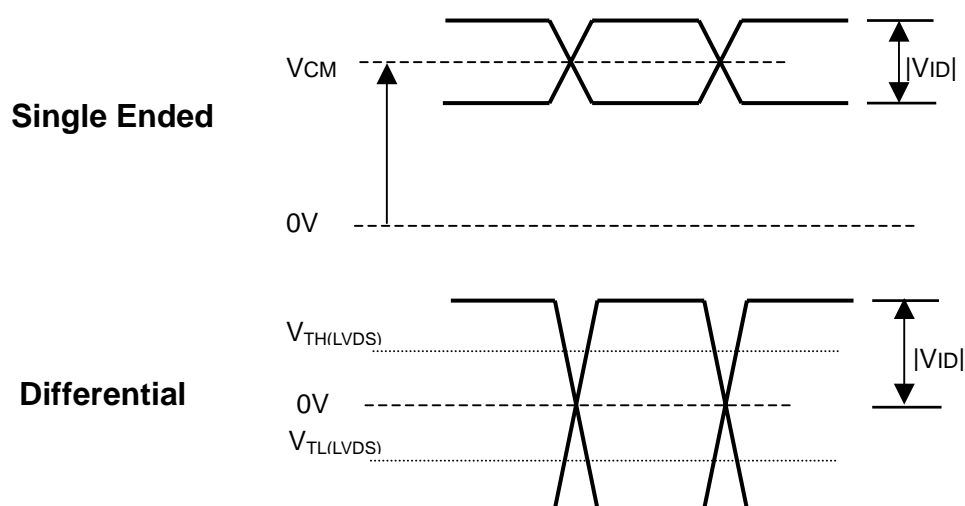 VCM
|VID|
Single Ended
0V
VTH(LVDS)
|VID|
Differential
0V
VTL(LVDS)